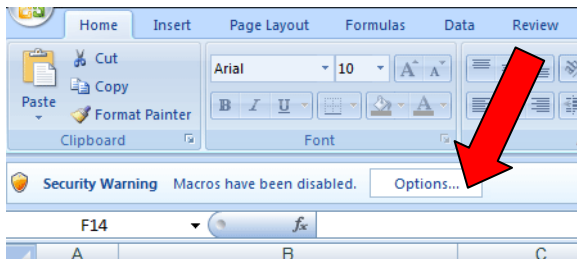 Home Insert Page Layout Formulas Data Review
Cut
Copy
Paste
Format Painter
Clipboard
Arial 10 A A
B I U A
Font
Security Warning Macros have been disabled. Options...
F14 fx
A B C